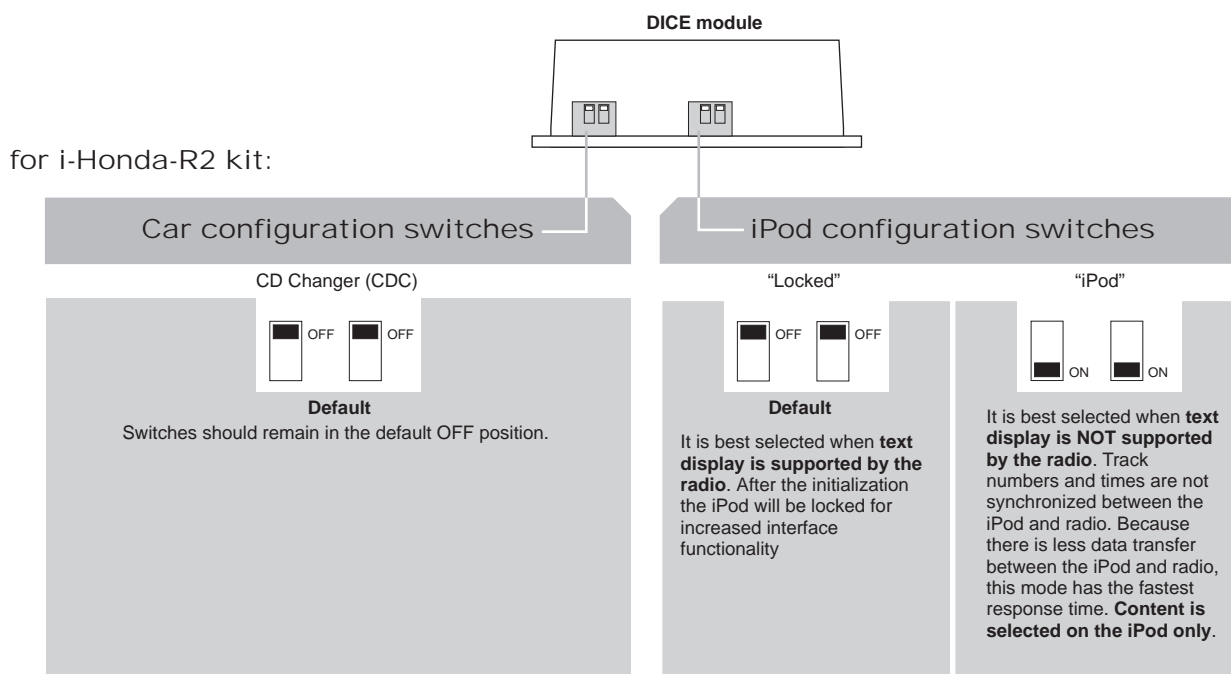 DICE module
for i-Honda-R2 kit:
Car configuration switches
CD Changer (CDC)
OFF OFF
Default
Switches should remain in the default OFF position.
iPod configuration switches
“Locked”
OFF OFF
Default
It is best selected when text
display is supported by the
radio. After the initialization
the iPod will be locked for
increased interface
functionality
“iPod”
ON ON
It is best selected when text
display is NOT supported
by the radio. Track
numbers and times are not
synchronized between the
iPod and radio. Because
there is less data transfer
between the iPod and radio,
this mode has the fastest
response time. Content is
selected on the iPod only.